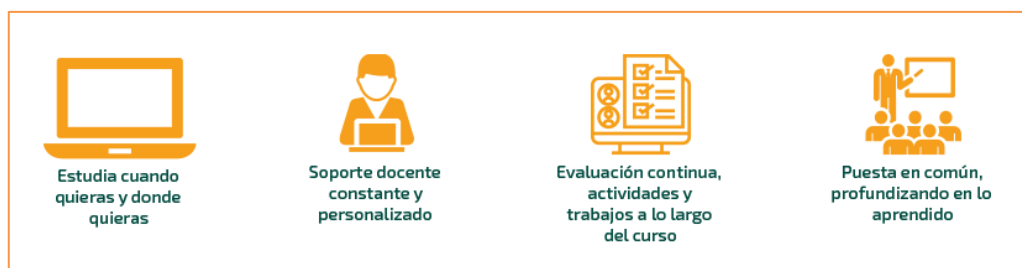 Estudia cuando
quieras y donde
quieras
Soporte docente
constante y
personalizado
Evaluación continua,
actividades y
trabajos a lo largo
del curso
Puesta en común,
profundizando en lo
aprendido